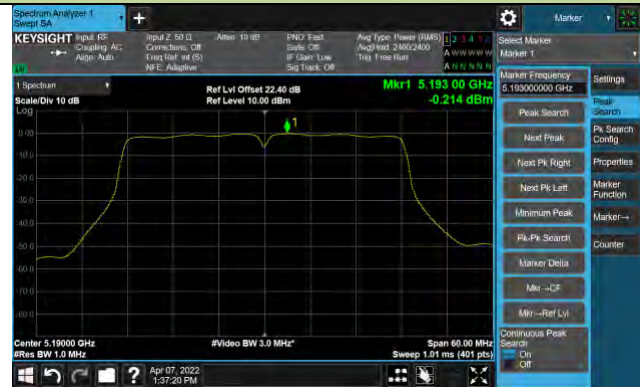 Spectrum Analyzer 1
Swept SA
Marker
KEYSIGHT
Input: RF
Coupling: AC
Align: Auto
Input Z: 50 Ω
Corrections: Off
Freq Ref: Int (S)
NFE: Adaptive
Atten: 10 dB
PNO: Fast
Gate: Off
IF Gain: Low
Sig Track: Off
Avg Type: Power (RMS)
Avg|Hold: 2400/2400
Trig: Free Run
1 2 3 4 5 6
A W W W W W
A N N N N N
Select Marker
Marker 1
1 Spectrum
Scale/Div 10 dB
Log
Ref Lvl Offset 22.40 dB
Ref Level 10.00 dBm
Mkr1 5.193 00 GHz
-0.214 dBm
1
0.00
-10.0
-20.0
-30.0
-40.0
-50.0
-60.0
-70.0
-80.0
Center 5.19000 GHz
#Res BW 1.0 MHz
#Video BW 3.0 MHz*
Span 60.00 MHz
Sweep 1.01 ms (401 pts)
Marker Frequency
5.193000000 GHz
Peak Search
Next Peak
Next Pk Right
Next Pk Left
Minimum Peak
Pk-Pk Search
Marker Delta
Mkr→CF
Mkr→Ref Lvl
Continuous Peak
Search
On
Off
Settings
Peak
Search
Pk Search
Config
Properties
Marker
Function
Marker→
Counter
Apr 07, 2022
1:37:20 PM